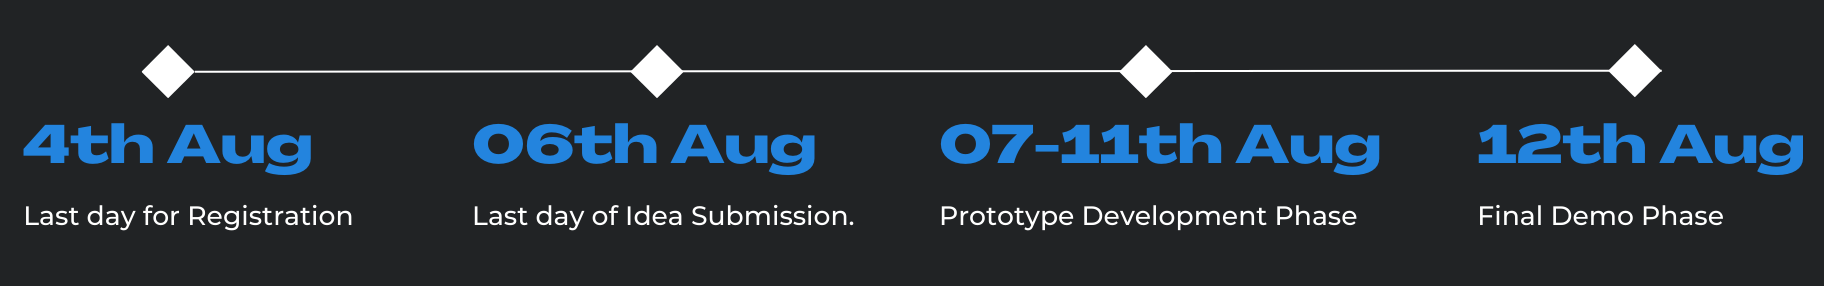 4th Aug
Last day for Registration
06th Aug
Last day of Idea Submission.
07-11th Aug
Prototype Development Phase
12th Aug
Final Demo Phase